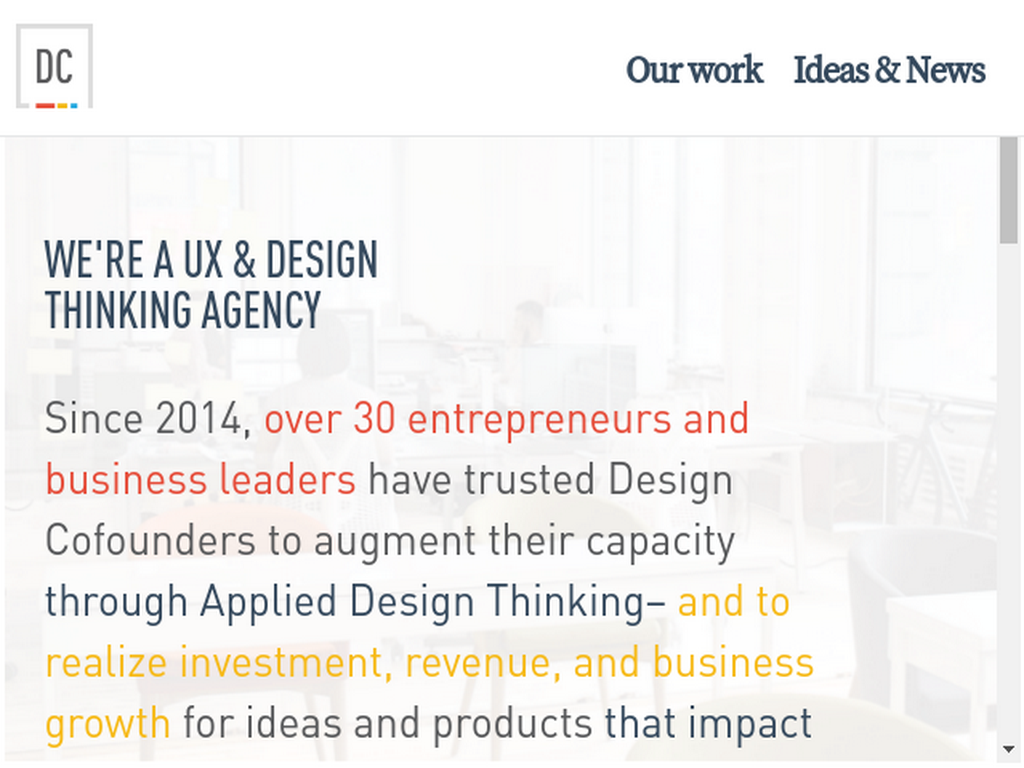 DC
Our work Ideas & News
WE'RE A UX & DESIGN
THINKING AGENCY
Since 2014, over 30 entrepreneurs and
business leaders have trusted Design
Cofounders to augment their capacity
through Applied Design Thinking– and to
realize investment, revenue, and business
growth for ideas and products that impact